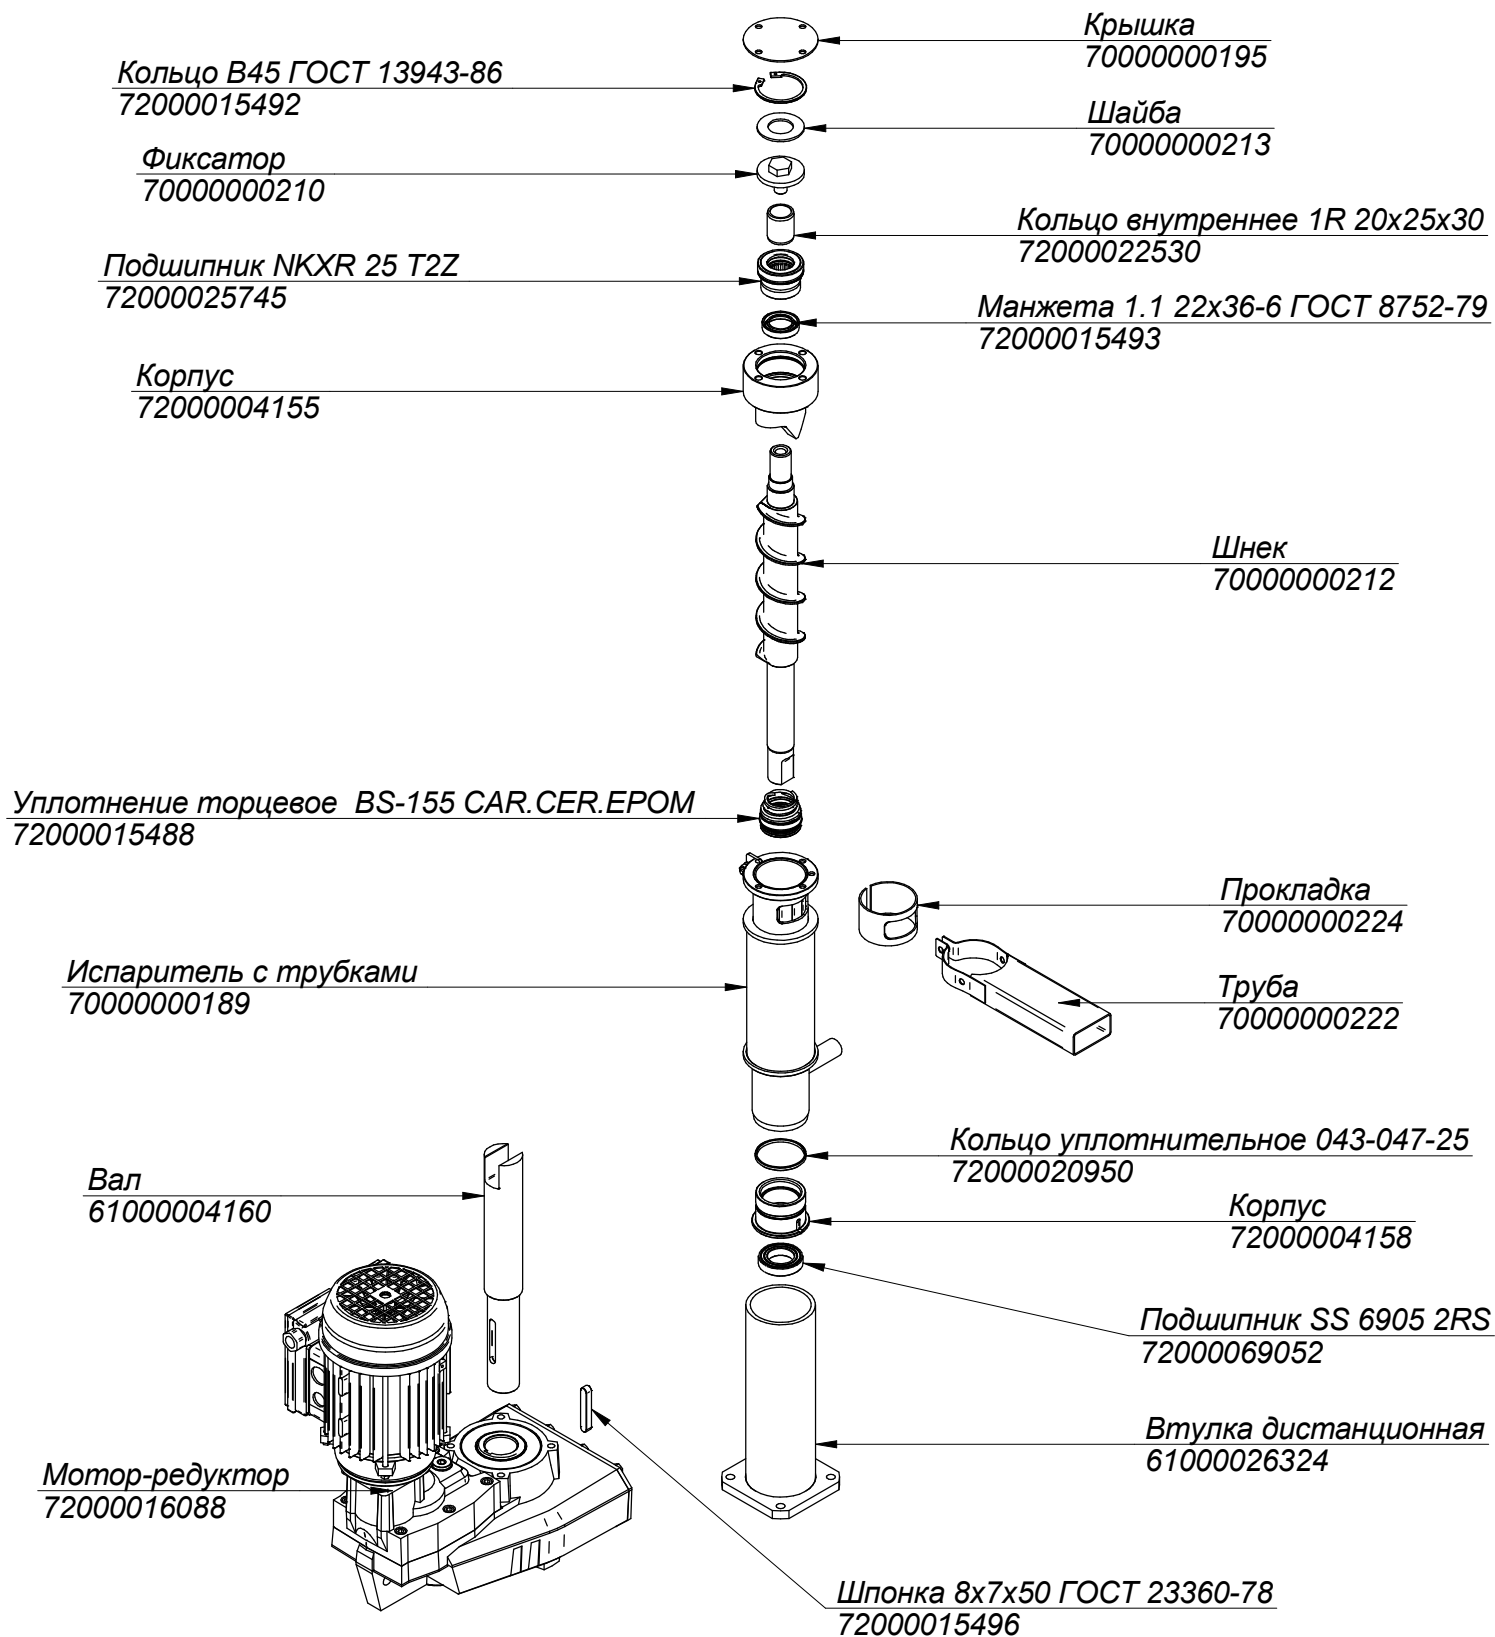 Крышка
70000000195
Кольцо В45 ГОСТ 13943-86
72000015492
Шайба
70000000213
Фиксатор
70000000210
Кольцо внутреннее 1R 20x25x30
72000022530
Подшипник NKXR 25 T2Z
72000025745
Манжета 1.1 22х36-6 ГОСТ 8752-79
72000015493
Корпус
72000004155
Шнек
70000000212
Уплотнение торцевое BS-155 CAR.CER.EPOM
72000015488
Прокладка
70000000224
Испаритель с трубками
70000000189
Труба
70000000222
Кольцо уплотнительное 043-047-25
72000020950
Вал
61000004160
Корпус
72000004158
Подшипник SS 6905 2RS
72000069052
Втулка дистанционная
61000026324
Мотор-редуктор
72000016088
Шпонка 8х7х50 ГОСТ 23360-78
72000015496